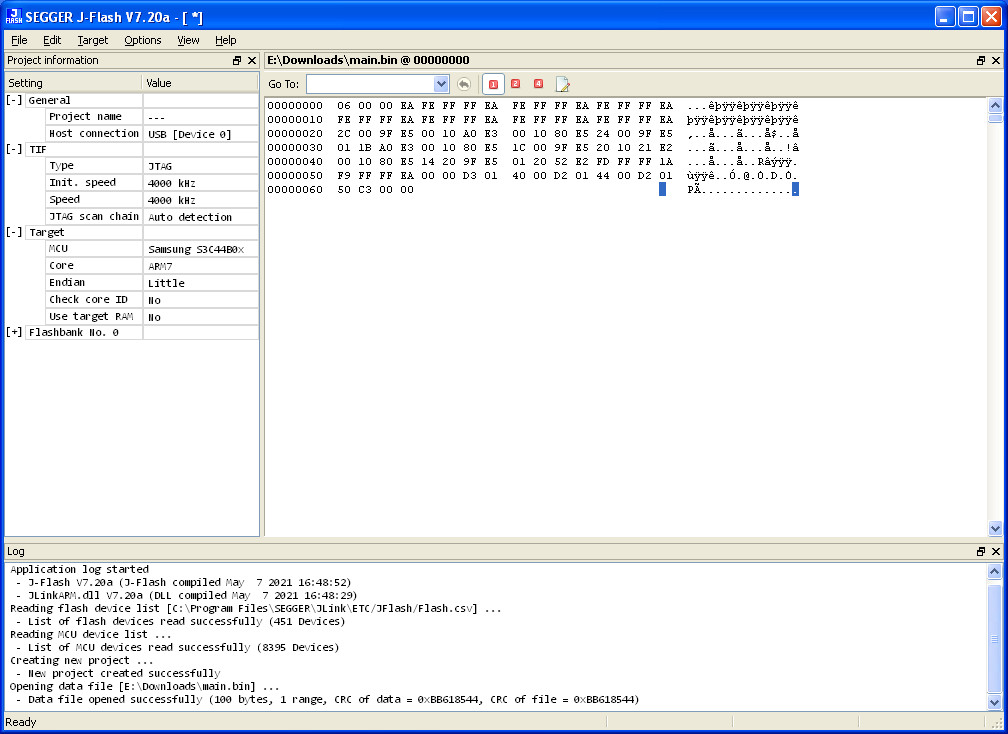 SEGGER J-Flash V7.20a - [ *]
File Edit Target Options View Help
Project information
Setting Value
[-] General
Project name ---
Host connection USB [Device 0]
[-] TIF
Type JTAG
Init. speed 4000 kHz
Speed 4000 kHz
JTAG scan chain Auto detection
[-] Target
MCU Samsung S3C44B0x
Core ARM7
Endian Little
Check core ID No
Use target RAM No
[+] Flashbank No. 0
E:\Downloads\main.bin @ 00000000
Go To: 1 2 4
00000000 06 00 00 EA FE FF FF EA FE FF FF EA FE FF FF EA ...êþÿÿêþÿÿêþÿÿê
00000010 FE FF FF EA FE FF FF EA FE FF FF EA FE FF FF EA þÿÿêþÿÿêþÿÿêþÿÿê
00000020 2C 00 9F E5 00 10 A0 E3 00 10 80 E5 24 00 9F E5 ,..å...ã...å$..å
00000030 01 1B A0 E3 00 10 80 E5 1C 00 9F E5 20 10 21 E2 ...ã...å...å .!â
00000040 00 10 80 E5 14 20 9F E5 01 20 52 E2 FD FF FF 1A ...å. .å. Râýÿÿ.
00000050 F9 FF FF EA 00 00 D3 01 40 00 D2 01 44 00 D2 01 ùÿÿê..Ó.@.Ò.D.Ò.
00000060 50 C3 00 00 PÃ..............
Log
Application log started
- J-Flash V7.20a (J-Flash compiled May 7 2021 16:48:52)
- JLinkARM.dll V7.20a (DLL compiled May 7 2021 16:48:29)
Reading flash device list [C:\Program Files\SEGGER\JLink\ETC/JFlash/Flash.csv] ...
- List of flash devices read successfully (451 Devices)
Reading MCU device list ...
- List of MCU devices read successfully (8395 Devices)
Creating new project ...
- New project created successfully
Opening data file [E:\Downloads\main.bin] ...
- Data file opened successfully (100 bytes, 1 range, CRC of data = 0xBB618544, CRC of file = 0xBB618544)
Ready